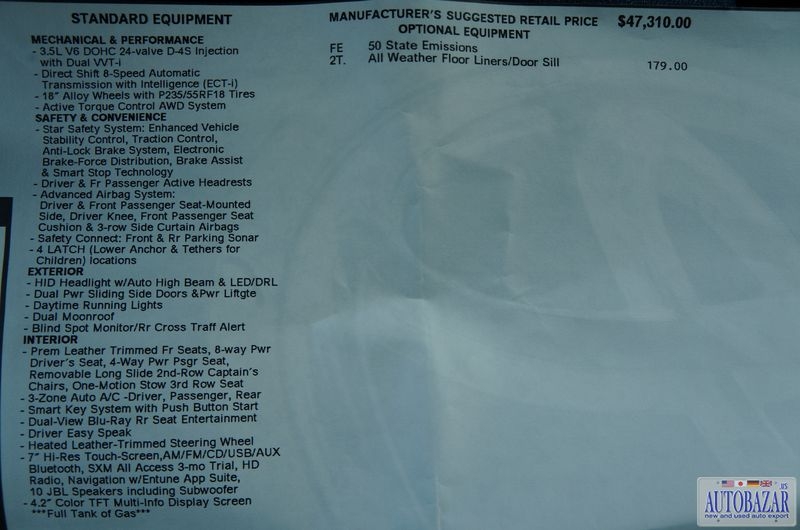 STANDARD EQUIPMENT
MECHANICAL & PERFORMANCE
- 3.5L V6 DOHC 24-valve D-4S Injection
with Dual VVT-i
- Direct Shift 8-Speed Automatic
Transmission with Intelligence (ECT-i)
- 18" Alloy Wheels with P235/55RF18 Tires
- Active Torque Control AWD System
SAFETY & CONVENIENCE
- Star Safety System: Enhanced Vehicle
Stability Control, Traction Control,
Anti-Lock Brake System, Electronic
Brake-Force Distribution, Brake Assist
& Smart Stop Technology
- Driver & Fr Passenger Active Headrests
- Advanced Airbag System:
Driver & Front Passenger Seat-Mounted
Side, Driver Knee, Front Passenger Seat
Cushion & 3-row Side Curtain Airbags
- Safety Connect: Front & Rr Parking Sonar
- 4 LATCH (Lower Anchor & Tethers for
Children) locations
EXTERIOR
- HID Headlight w/Auto High Beam & LED/DRL
- Dual Pwr Sliding Side Doors &Pwr Liftgte
- Daytime Running Lights
- Dual Moonroof
- Blind Spot Monitor/Rr Cross Traff Alert
INTERIOR
- Prem Leather Trimmed Fr Seats, 8-way Pwr
Driver's Seat, 4-Way Pwr Psgr Seat,
Removable Long Slide 2nd-Row Captain's
Chairs, One-Motion Stow 3rd Row Seat
- 3-Zone Auto A/C -Driver, Passenger, Rear
- Smart Key System with Push Button Start
- Dual-View Blu-Ray Rr Seat Entertainment
- Driver Easy Speak
- Heated Leather-Trimmed Steering Wheel
- 7" Hi-Res Touch-Screen,AM/FM/CD/USB/AUX
Bluetooth, SXM All Access 3-mo Trial, HD
Radio, Navigation w/Entune App Suite,
10 JBL Speakers including Subwoofer
- 4.2" Color TFT Multi-Info Display Screen
***Full Tank of Gas***
MANUFACTURER'S SUGGESTED RETAIL PRICE $47,310.00
OPTIONAL EQUIPMENT
FE 50 State Emissions
2T. All Weather Floor Liners/Door Sill 179.00
AUTOBAZAR.US
new and used auto export